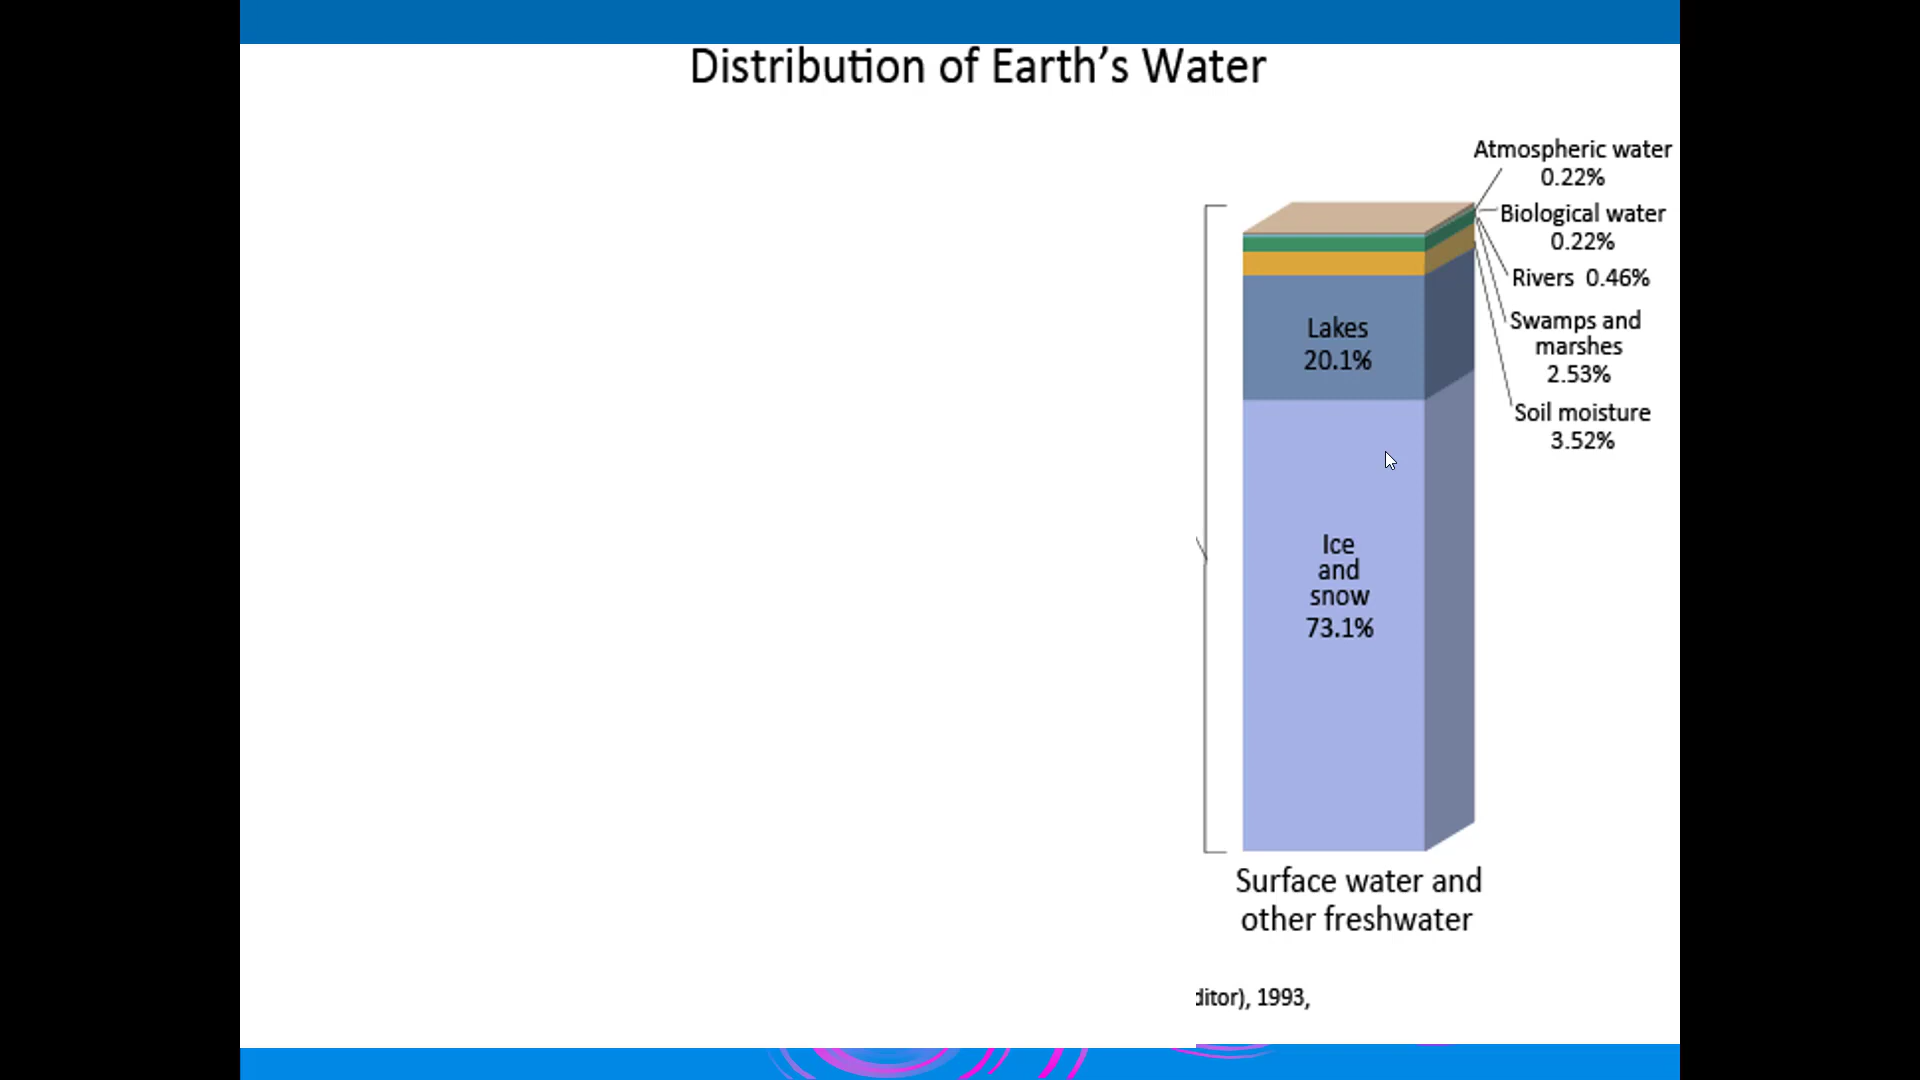 Distribution of Earth’s Water
Atmospheric water
0.22%
Biological water
0.22%
Rivers 0.46%
Swamps and
marshes
2.53%
Soil moisture
3.52%
Lakes
20.1%
Ice
and
snow
73.1%
Surface water and
other freshwater
ditor), 1993,